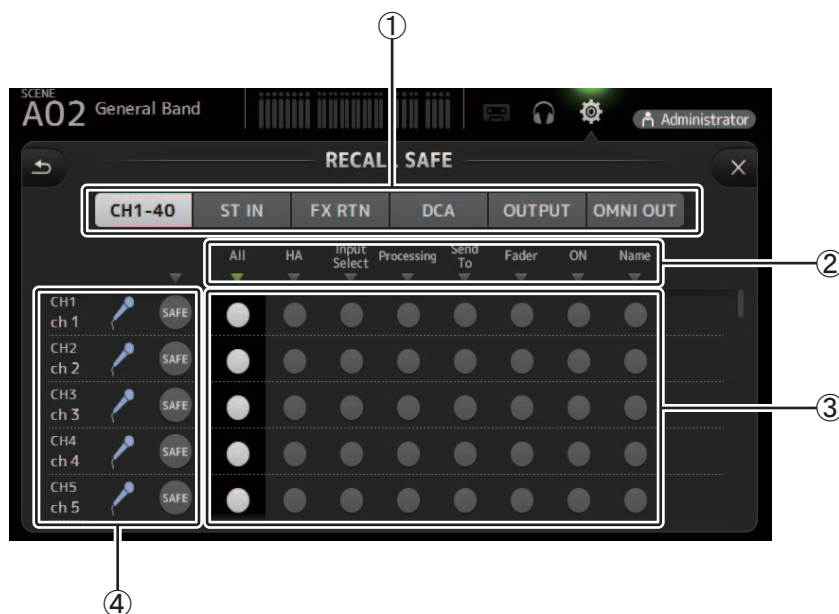 ①
SCENE
A02 General Band
Administrator
RECALL SAFE
CH1-40 ST IN FX RTN DCA OUTPUT OMNI OUT
②
All HA Input Select Processing Send To Fader ON Name
CH1
ch 1 SAFE
CH2
ch 2 SAFE
③
CH3
ch 3 SAFE
CH4
ch 4 SAFE
CH5
ch 5 SAFE
④